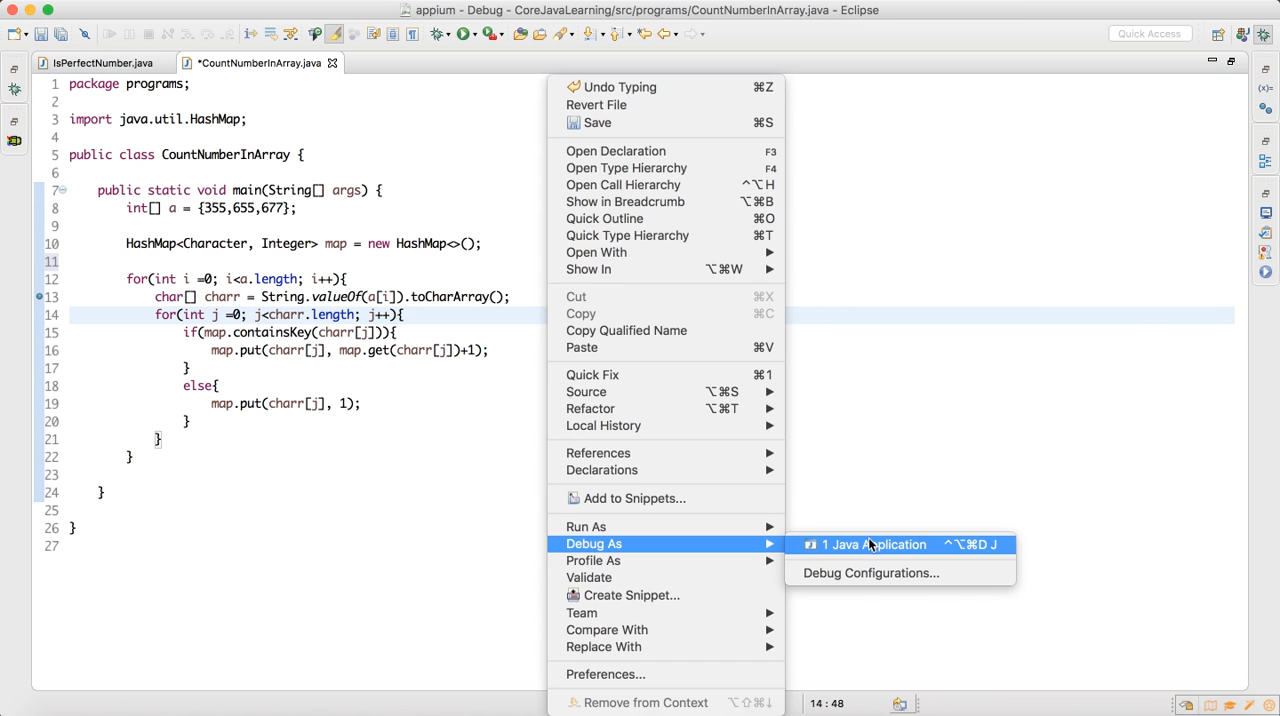 appium - Debug - CoreJavaLearning/src/programs/CountNumberInArray.java - Eclipse
Quick Access
IsPerfectNumber.java
*CountNumberInArray.java
1 package programs;
2
3 import java.util.HashMap;
4
5 public class CountNumberInArray {
6
7 public static void main(String[] args) {
8 int[] a = {355,655,677};
9
10 HashMap<Character, Integer> map = new HashMap<>();
11
12 for(int i =0; i<a.length; i++){
13 char[] charr = String.valueOf(a[i]).toCharArray();
14 for(int j =0; j<charr.length; j++){
15 if(map.containsKey(charr[j])){
16 map.put(charr[j], map.get(charr[j])+1);
17 }
18 else{
19 map.put(charr[j], 1);
20 }
21 }
22 }
23
24 }
25
26 }
27
Undo Typing ⌘Z
Revert File
Save ⌘S
Open Declaration F3
Open Type Hierarchy F4
Open Call Hierarchy ^⌥H
Show in Breadcrumb ⌥⌘B
Quick Outline ⌘O
Quick Type Hierarchy ⌘T
Open With
Show In ⌥⌘W
Cut ⌘X
Copy ⌘C
Copy Qualified Name
Paste ⌘V
Quick Fix ⌘1
Source ⌥⌘S
Refactor ⌥⌘T
Local History
References
Declarations
Add to Snippets...
Run As
Debug As
Profile As
Validate
Create Snippet...
Team
Compare With
Replace With
Preferences...
Remove from Context ⌥⇧⌘↓
1 Java Application ^⌥⌘D J
Debug Configurations...
14 : 48